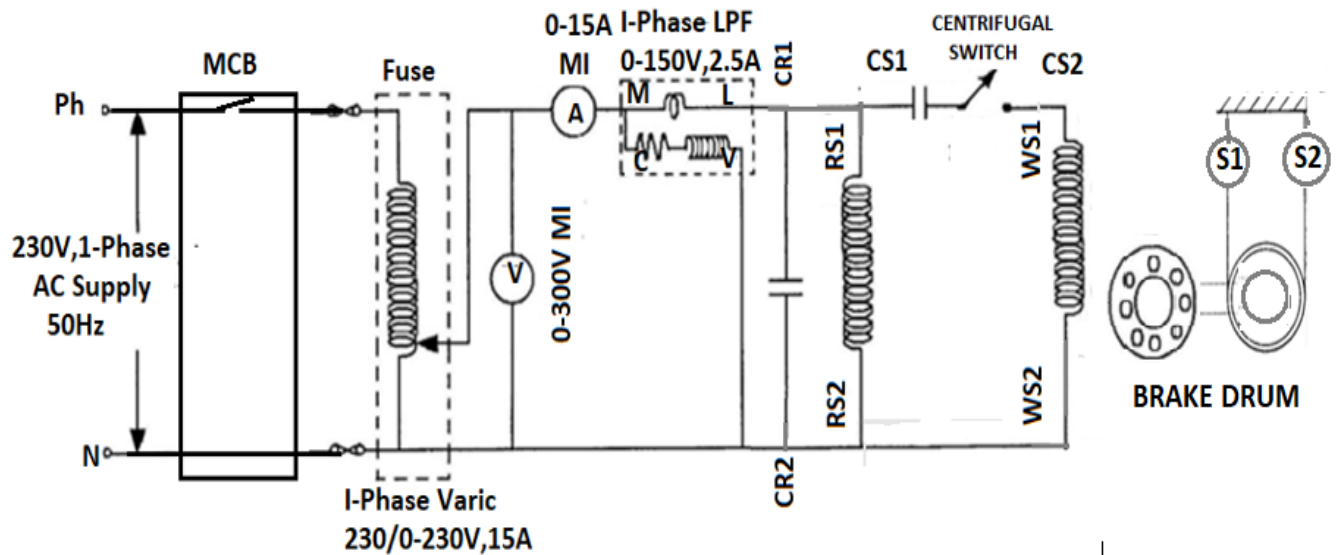 0-15A
I-Phase LPF
MI
0-150V,2.5A
CR1
CENTRIFUGAL
SWITCH
CS1
CS2
MCB
Fuse
Ph
A
M
L
C
V
RS1
WS1
S1
S2
230V,1-Phase
AC Supply
50Hz
V
0-300V MI
RS2
WS2
BRAKE DRUM
N
CR2
I-Phase Varic
230/0-230V,15A